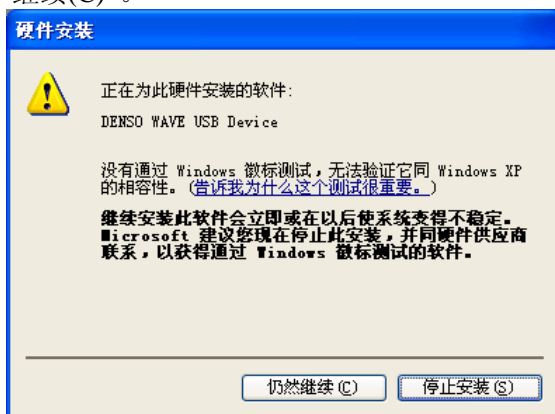 继续(C) 。
硬件安装
正在为此硬件安装的软件:
DENSO WAVE USB Device
没有通过 Windows 徽标测试，无法验证它同 Windows XP
的相容性。(告诉我为什么这个测试很重要。)
继续安装此软件会立即或在以后使系统变得不稳定。
Microsoft 建议您现在停止此安装，并同硬件供应商
联系，以获得通过 Windows 徽标测试的软件。
仍然继续(C)
停止安装(S)